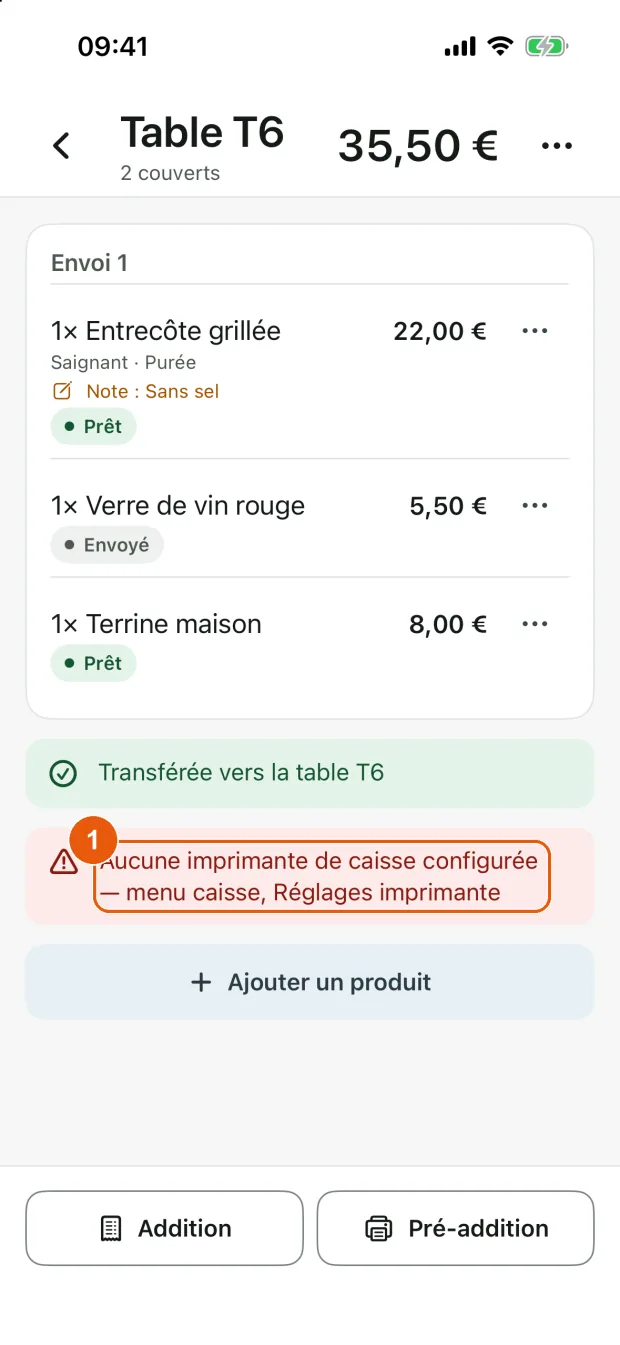 09:41
Table T6
35,50 €
2 couverts
Envoi 1
1× Entrecôte grillée 22,00 €
Saignant · Purée
Note : Sans sel
Prêt
1× Verre de vin rouge 5,50 €
Envoyé
1× Terrine maison 8,00 €
Prêt
Transférée vers la table T6
1
Aucune imprimante de caisse configurée
— menu caisse, Réglages imprimante
+ Ajouter un produit
Addition
Pré-addition